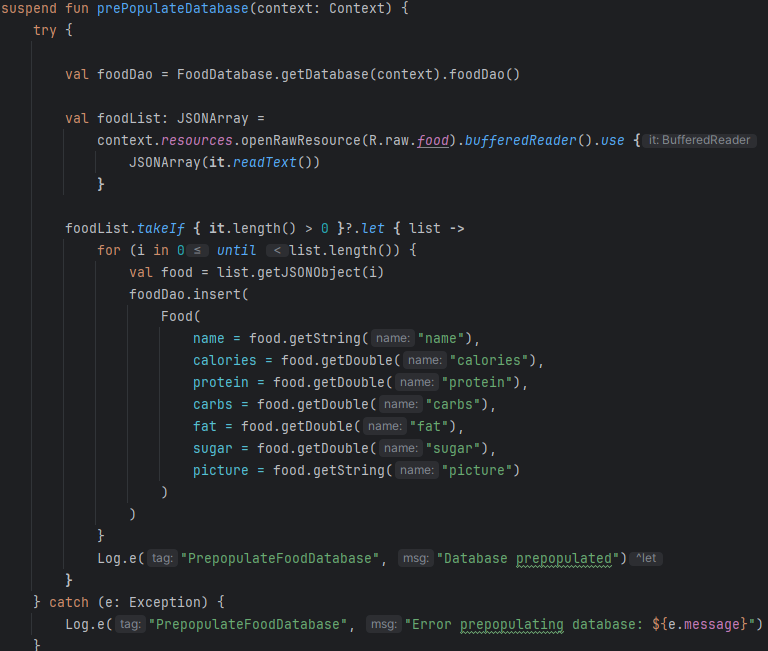 suspend fun prePopulateDatabase(context: Context) {
try {
val foodDao = FoodDatabase.getDatabase(context).foodDao()
val foodList: JSONArray =
context.resources.openRawResource(R.raw.food).bufferedReader().use { it: BufferedReader
JSONArray(it.readText())
}
foodList.takeIf { it.length() > 0 }?.let { list ->
for (i in 0 ≤ until < list.length()) {
val food = list.getJSONObject(i)
foodDao.insert(
Food(
name = food.getString( name: "name"),
calories = food.getDouble( name: "calories"),
protein = food.getDouble( name: "protein"),
carbs = food.getDouble( name: "carbs"),
fat = food.getDouble( name: "fat"),
sugar = food.getDouble( name: "sugar"),
picture = food.getString( name: "picture")
)
)
}
Log.e( tag: "PrepopulateFoodDatabase", msg: "Database prepopulated") ^let
}
} catch (e: Exception) {
Log.e( tag: "PrepopulateFoodDatabase", msg: "Error prepopulating database: ${e.message}")
}